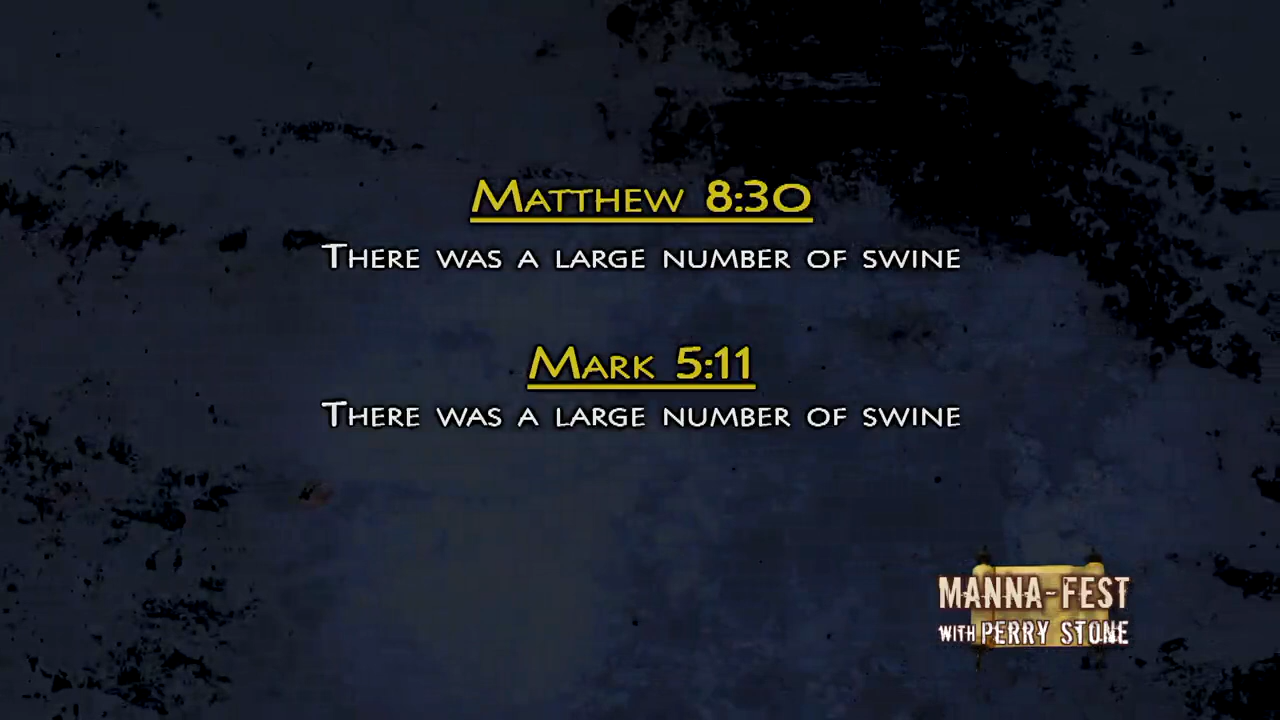 Matthew 8:30
There was a large number of swine
Mark 5:11
There was a large number of swine
MANNA-FEST
WITH PERRY STONE